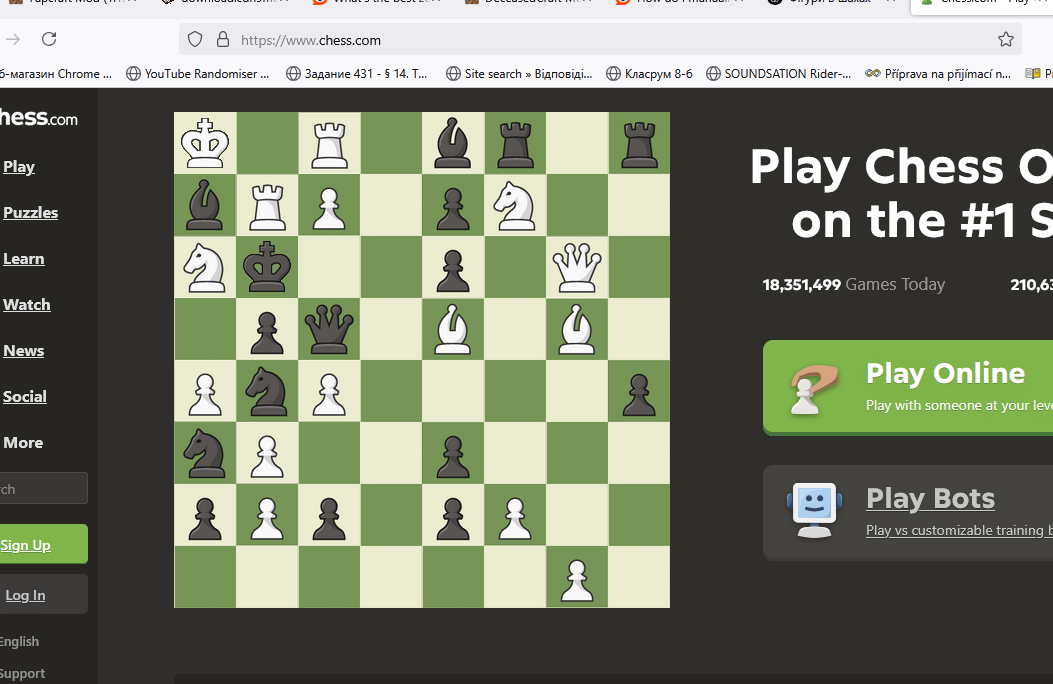 https://www.chess.com
б-магазин Chrome ...
YouTube Randomiser ...
Задание 431 - § 14. Т...
Site search » Відповіді...
Класрум 8-б
SOUNDSATION Rider-...
Příprava na přijímací n...
hess.com
Play
Puzzles
Learn
Watch
News
Social
More
rch
Sign Up
Log In
English
Support
Play Chess O
on the #1 S
18,351,499 Games Today
210,63
Play Online
Play with someone at your leve
Play Bots
Play vs customizable training b